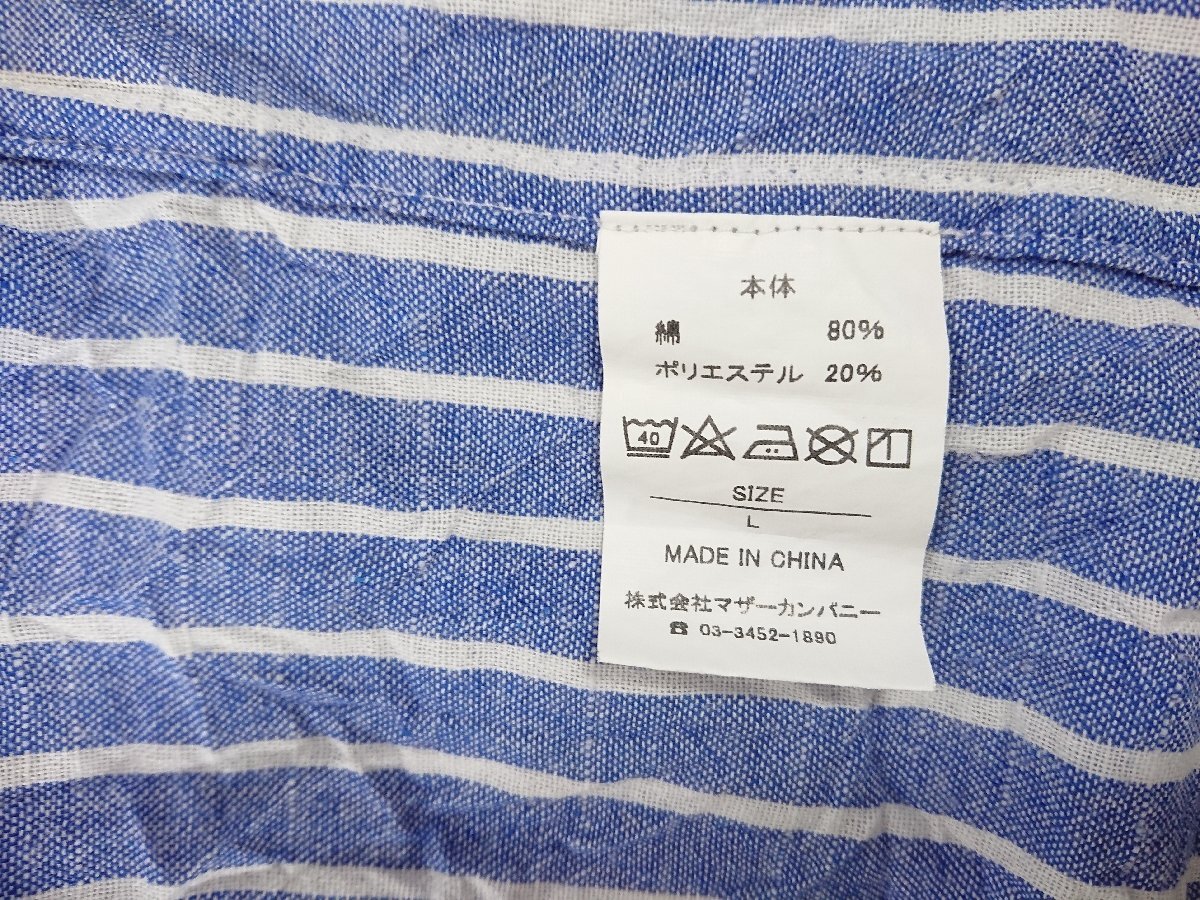 本体
綿 80%
ポリエステル 20%
40
SIZE
L
MADE IN CHINA
株式会社マザーカンパニー
☎ 03-3452-1890